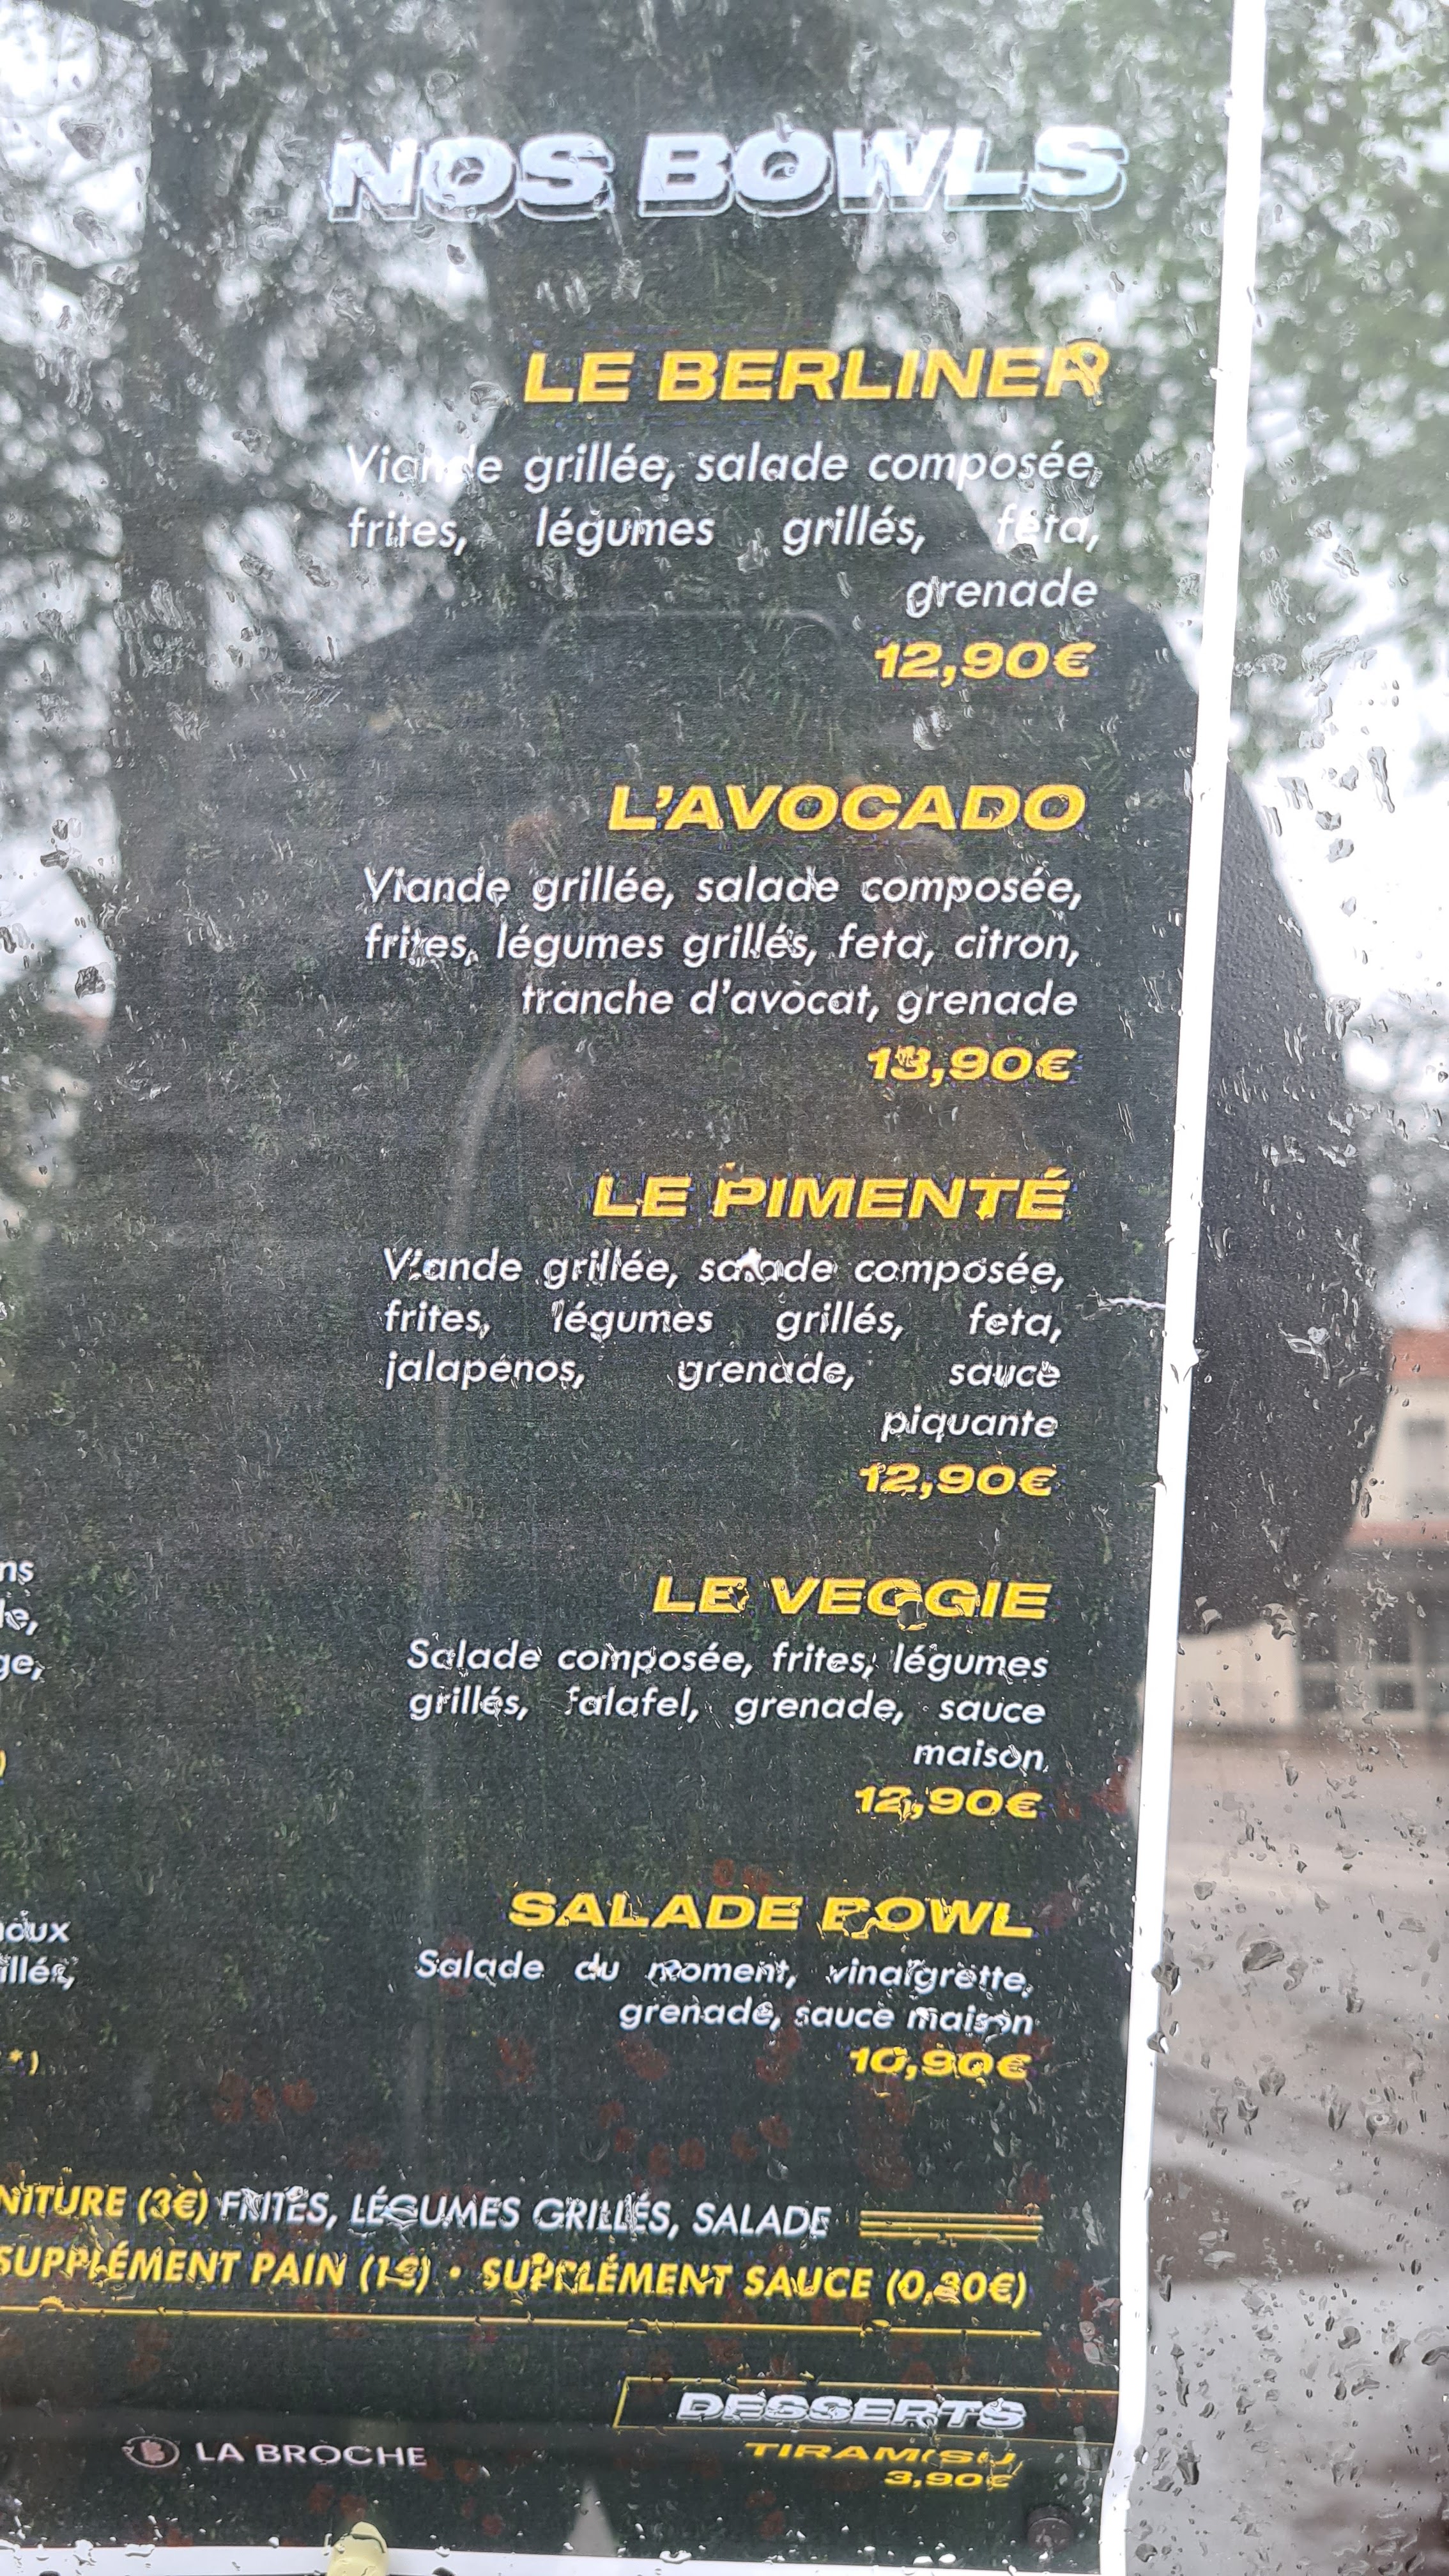 NOS BOWLS
LE BERLINER
Viande grillée, salade composée,
frites, légumes grillés, feta,
grenade
12,90€
L'AVOCADO
Viande grillée, salade composée,
frites, légumes grillés, feta, citron,
tranche d'avocat, grenade
13,90€
LE PIMENTÉ
Viande grillée, salade composée,
frites, légumes grillés, feta,
jalapénos, grenade, sauce
piquante
12,90€
LE VEGGIE
Salade composée, frites, légumes
grillés, falafel, grenade, sauce
maison
12,90€
SALADE BOWL
Salade du moment, vinaigrette,
grenade, sauce maison
10,90€
NITURE (3€) FRITES, LÉGUMES GRILLÉS, SALADE
SUPPLÉMENT PAIN (1€) • SUPPLÉMENT SAUCE
DESSERTS
TIRAMISU
3,90€
LA BROCHE